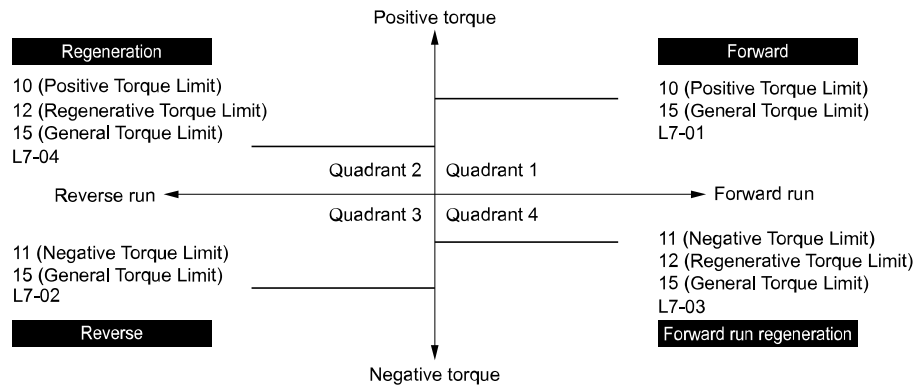 Positive torque
Regeneration
10 (Positive Torque Limit)
12 (Regenerative Torque Limit)
15 (General Torque Limit)
L7-04
Forward
10 (Positive Torque Limit)
15 (General Torque Limit)
L7-01
Quadrant 2
Quadrant 1
Reverse run
Forward run
Quadrant 3
Quadrant 4
11 (Negative Torque Limit)
15 (General Torque Limit)
L7-02
Reverse
11 (Negative Torque Limit)
12 (Regenerative Torque Limit)
15 (General Torque Limit)
L7-03
Forward run regeneration
Negative torque